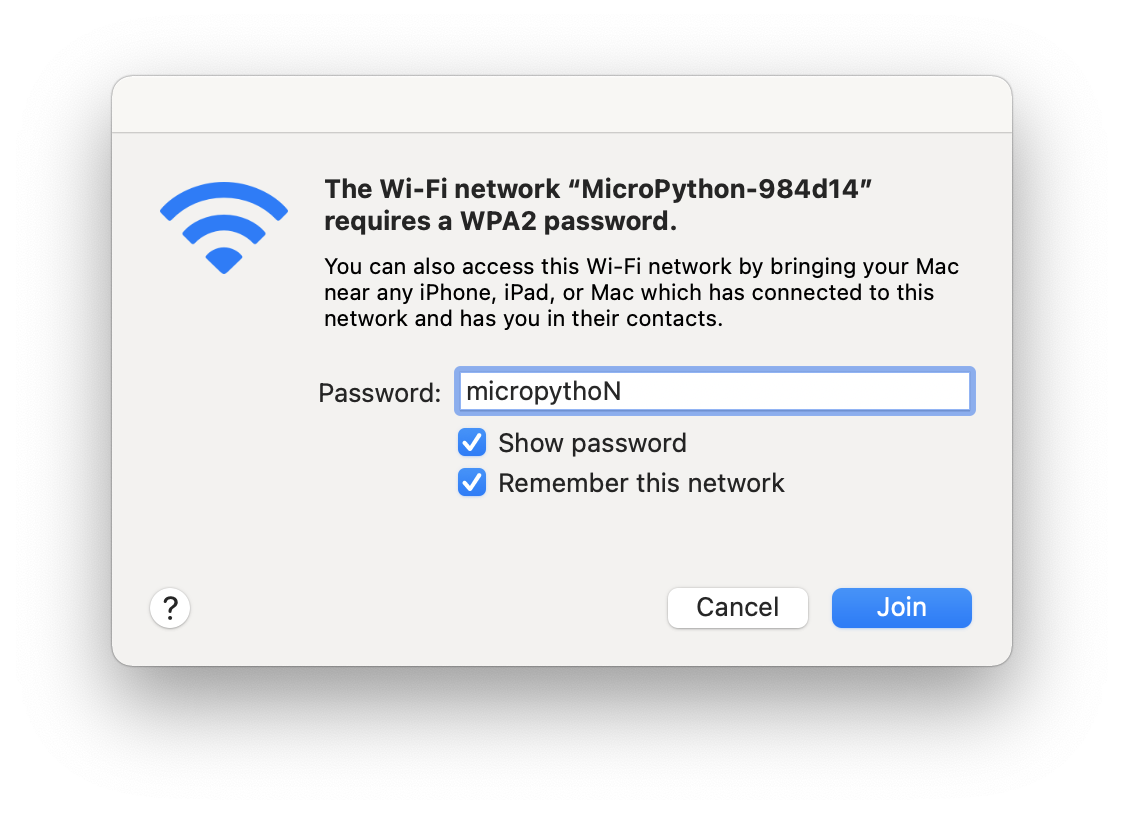 The Wi-Fi network “MicroPython-984d14”
requires a WPA2 password.
You can also access this Wi-Fi network by bringing your Mac
near any iPhone, iPad, or Mac which has connected to this
network and has you in their contacts.
Password: micropythoN
Show password
Remember this network
? Cancel Join